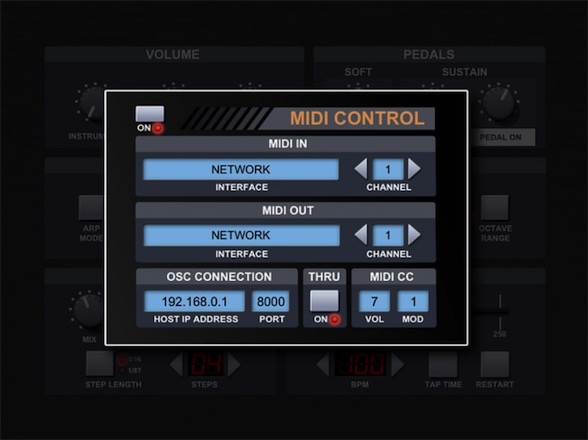 VOLUME
PEDALS
SOFT
SUSTAIN
PEDAL ON
ARP
MODE
OCTAVE
RANGE
ON
MIDI CONTROL
MIDI IN
NETWORK
1
INTERFACE
CHANNEL
MIDI OUT
NETWORK
1
INTERFACE
CHANNEL
OSC CONNECTION
THRU
MIDI CC
192.168.0.1
8000
7
1
HOST IP ADDRESS
PORT
ON
VOL
MOD
MIX
250
1/16
1/8T
04
100
STEP LENGTH
STEPS
BPM
TAP TIME
RESTART